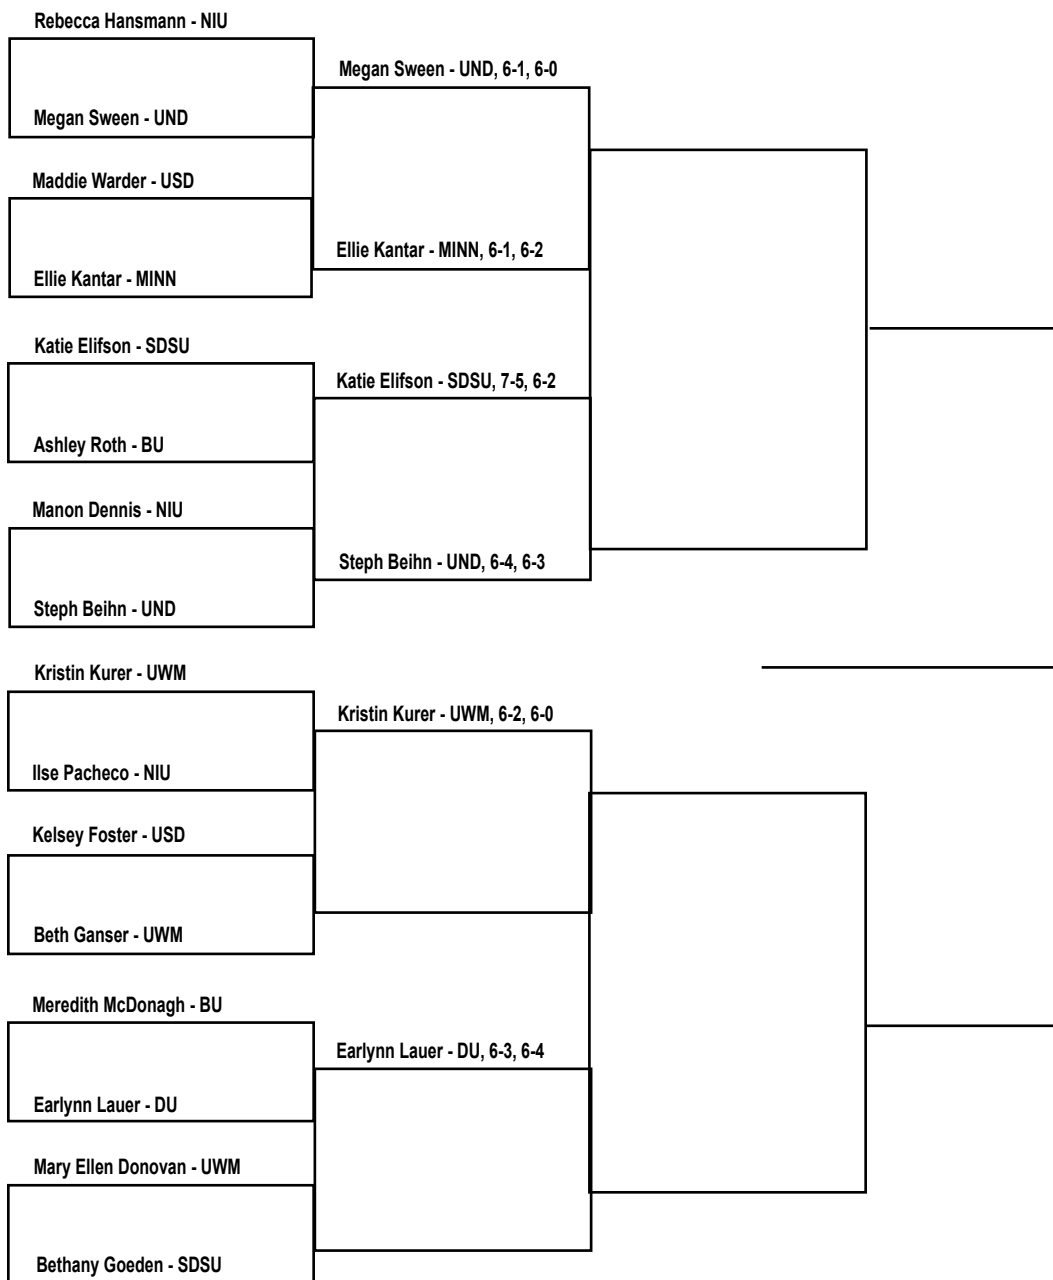 Rebecca Hansmann - NIU
Megan Sween - UND, 6-1, 6-0
Megan Sween - UND
Maddie Warder - USD
Ellie Kantar - MINN, 6-1, 6-2
Ellie Kantar - MINN
Katie Elifson - SDSU
Katie Elifson - SDSU, 7-5, 6-2
Ashley Roth - BU
Manon Dennis - NIU
Steph Beihn - UND, 6-4, 6-3
Steph Beihn - UND
Kristin Kurer - UWM
Kristin Kurer - UWM, 6-2, 6-0
Ilse Pacheco - NIU
Kelsey Foster - USD
Beth Ganser - UWM
Meredith McDonagh - BU
Earlynn Lauer - DU, 6-3, 6-4
Earlynn Lauer - DU
Mary Ellen Donovan - UWM
Bethany Goeden - SDSU